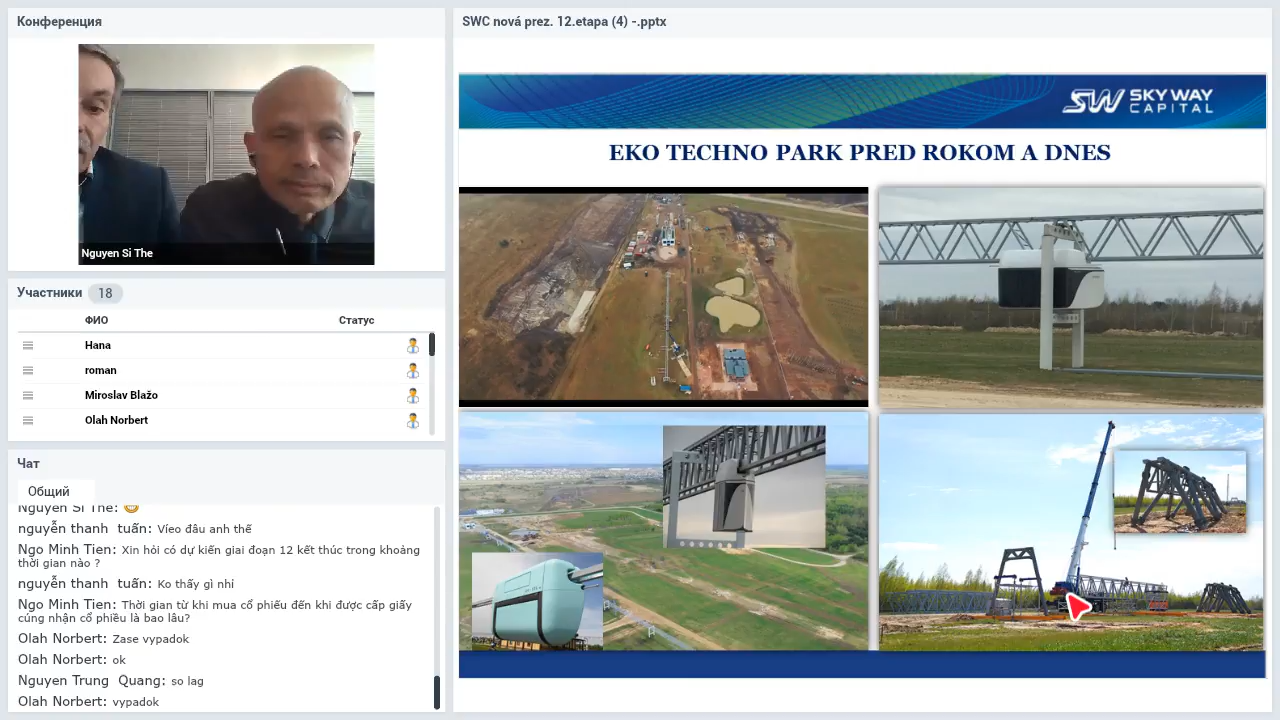 Конференция
Nguyen Si The
Участники 18
ФИО Статус
Hana
roman
Miroslav Blažo
Olah Norbert
Чат
Общий
Nguyen Si The:
nguyễn thanh tuấn: Víeo đâu anh thế
Ngo Minh Tien: Xin hỏi có dự kiến giai đoạn 12 kết thúc trong khoảng
thời gian nào ?
nguyễn thanh tuấn: Ko thấy gì nhỉ
Ngo Minh Tien: Thời gian từ khi mua cổ phiếu đến khi được cấp giấy
cứng nhận cổ phiều là bao lâu?
Olah Norbert: Zase vypadok
Olah Norbert: ok
Nguyen Trung Quang: so lag
Olah Norbert: vypadok
SWC nová prez. 12.etapa (4) -.pptx
SW SKY WAY
CAPITAL
EKO TECHNO PARK PRED ROKOM A DNES